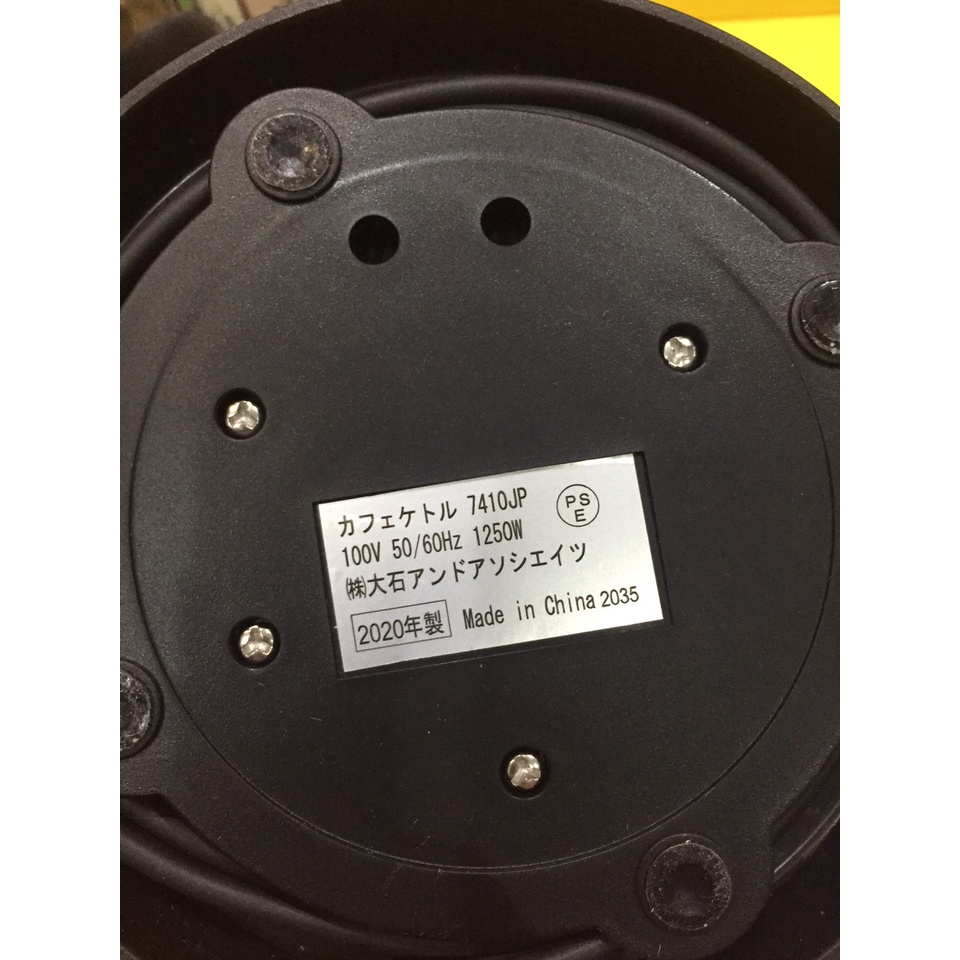 カフェケトル 7410JP
PS
E
100V 50/60Hz 1250W
㈱大石アンドアソシエイツ
2020年製 Made in China 2035